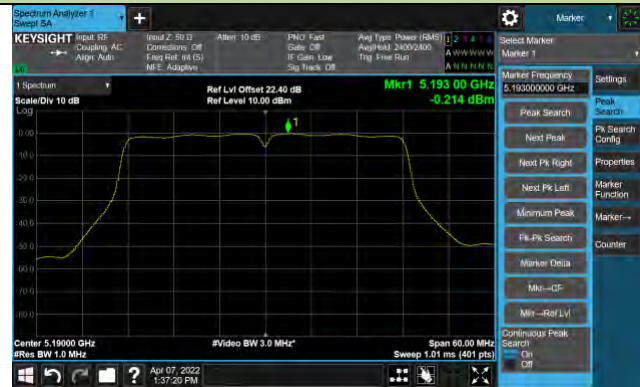 Spectrum Analyzer 1
Swept SA
+
Marker
KEYSIGHT Input: RF
Coupling: AC
Align: Auto
Input Z: 50 Ω
Corrections: Off
Freq Ref: Int (S)
NFE: Adaptive
Atten: 10 dB
PNO: Fast
Gate: Off
IF Gain: Low
Sig Track: Off
Avg Type: Power (RMS)
Avg|Hold: 2400/2400
Trig: Free Run
A W W W W W
A N N N N N
Select Marker
Marker 1
1 Spectrum
Scale/Div 10 dB
Log
Ref Lvl Offset 22.40 dB
Ref Level 10.00 dBm
Mkr1 5.193 00 GHz
-0.214 dBm
1
0.00
-10.0
-20.0
-30.0
-40.0
-50.0
-60.0
-70.0
-80.0
Center 5.19000 GHz
#Res BW 1.0 MHz
#Video BW 3.0 MHz*
Span 60.00 MHz
Sweep 1.01 ms (401 pts)
Marker Frequency
5.193000000 GHz
Peak Search
Next Peak
Next Pk Right
Next Pk Left
Minimum Peak
Pk-Pk Search
Marker Delta
Mkr→CF
Mkr→Ref Lvl
Continuous Peak
Search
On
Off
Settings
Peak
Search
Pk Search
Config
Properties
Marker
Function
Marker→
Counter
?
Apr 07, 2022
1:37:20 PM